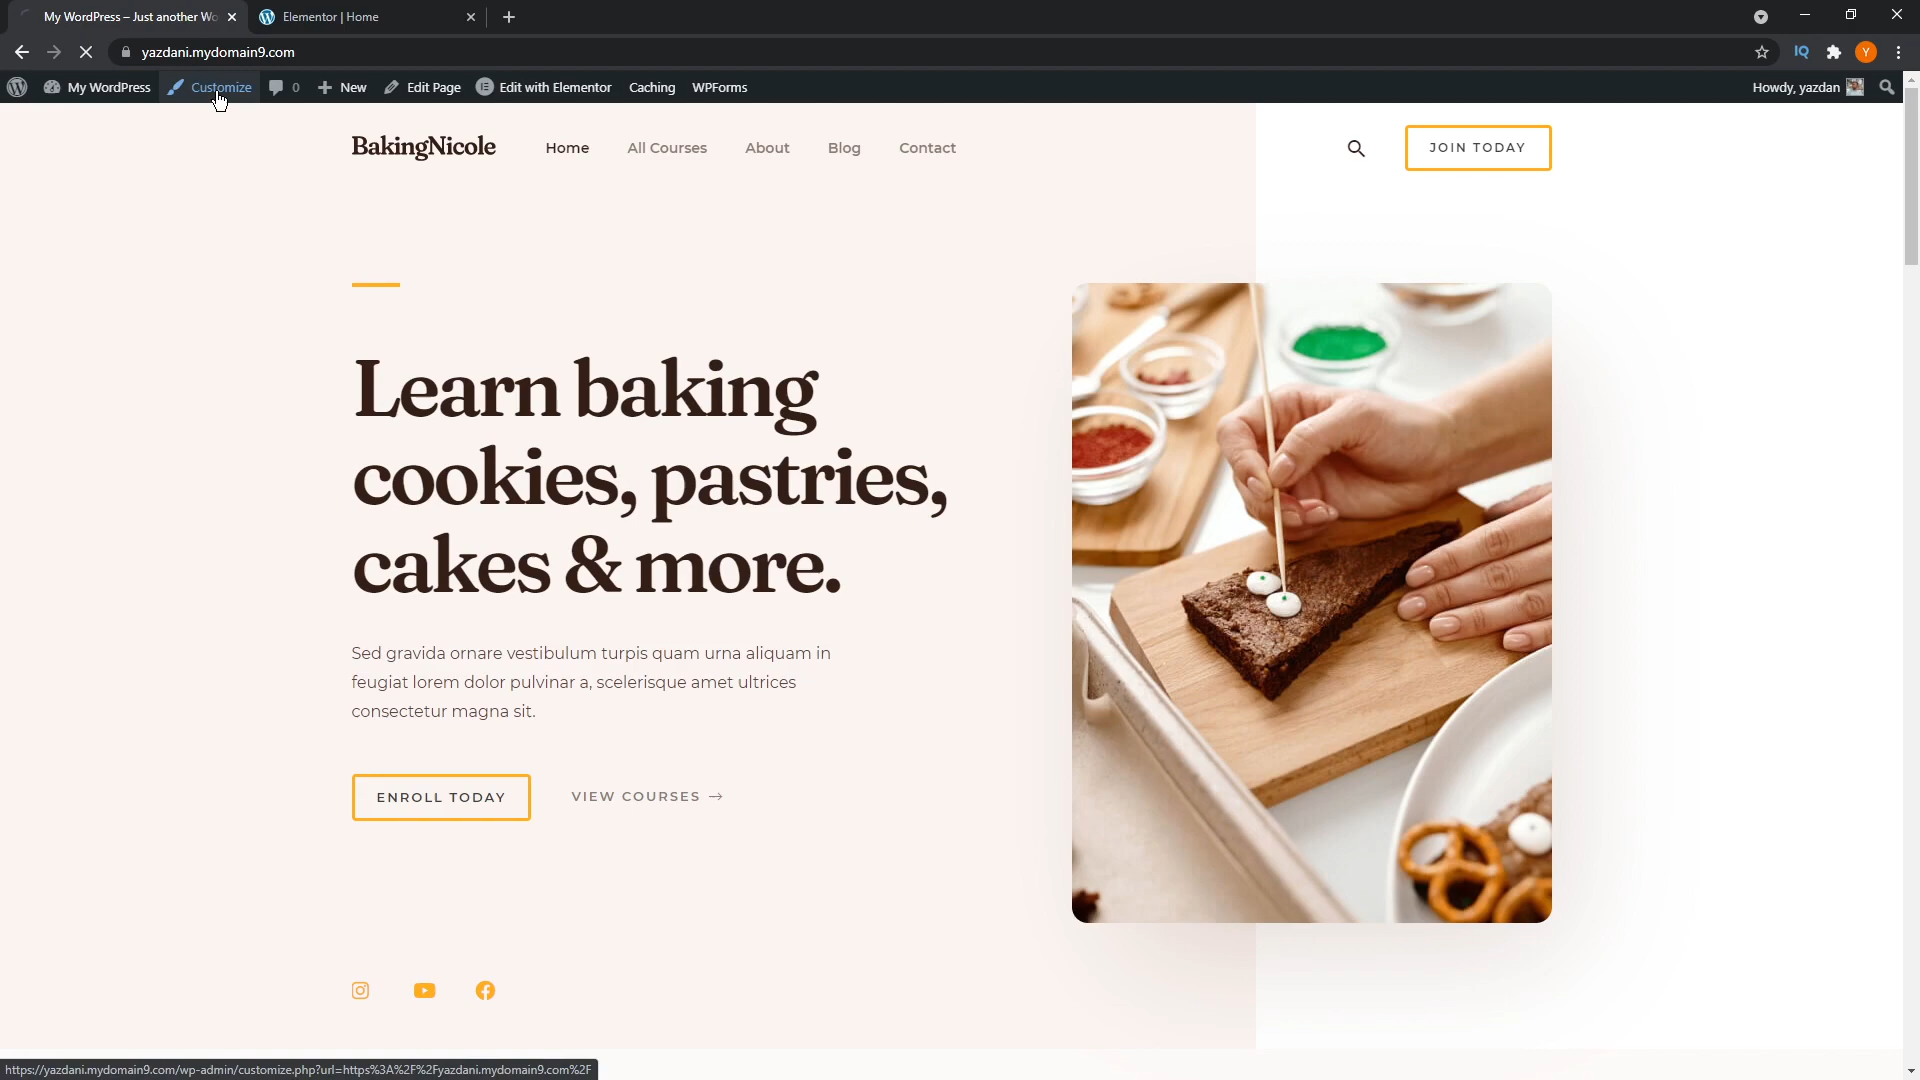 My WordPress – Just another Wo
Elementor | Home
yazdani.mydomain9.com
IQ
Y
My WordPress
Customize
0
New
Edit Page
Edit with Elementor
Caching
WPForms
Howdy, yazdan
BakingNicole
Home
All Courses
About
Blog
Contact
JOIN TODAY
Learn baking
cookies, pastries,
cakes & more.
Sed gravida ornare vestibulum turpis quam urna aliquam in
feugiat lorem dolor pulvinar a, scelerisque amet ultrices
consectetur magna sit.
ENROLL TODAY
VIEW COURSES →
https://yazdani.mydomain9.com/wp-admin/customize.php?url=https%3A%2F%2Fyazdani.mydomain9.com%2F